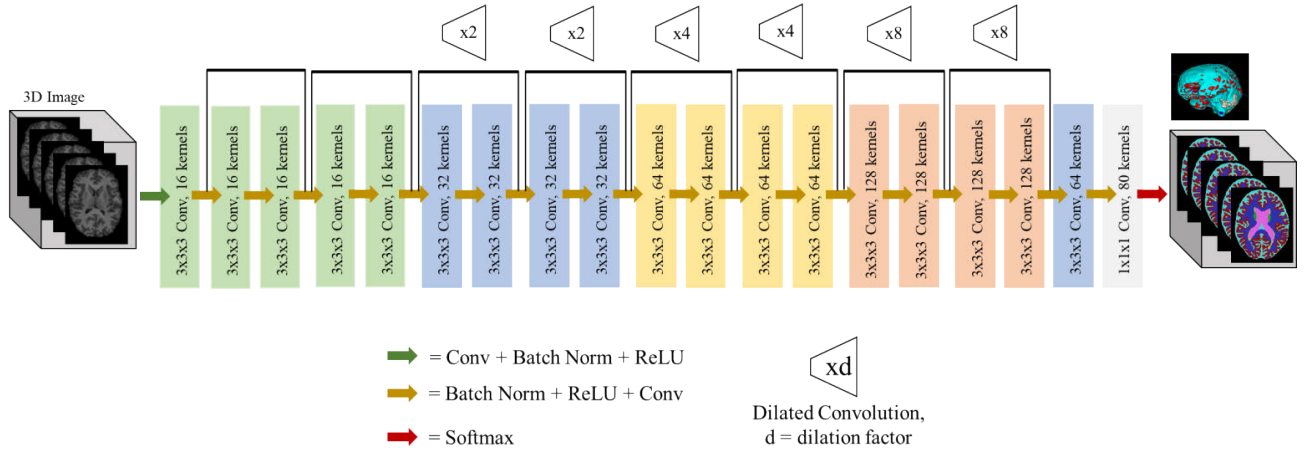 x2
x2
x4
x4
x8
x8
3D Image
3x3x3 Conv, 16 kernels
3x3x3 Conv, 16 kernels
3x3x3 Conv, 16 kernels
3x3x3 Conv, 16 kernels
3x3x3 Conv, 16 kernels
3x3x3 Conv, 32 kernels
3x3x3 Conv, 32 kernels
3x3x3 Conv, 32 kernels
3x3x3 Conv, 32 kernels
3x3x3 Conv, 64 kernels
3x3x3 Conv, 64 kernels
3x3x3 Conv, 64 kernels
3x3x3 Conv, 64 kernels
3x3x3 Conv, 128 kernels
3x3x3 Conv, 128 kernels
3x3x3 Conv, 128 kernels
3x3x3 Conv, 128 kernels
3x3x3 Conv, 64 kernels
1x1x1 Conv, 80 kernels
= Conv + Batch Norm + ReLU
= Batch Norm + ReLU + Conv
= Softmax
xd
Dilated Convolution,
d = dilation factor